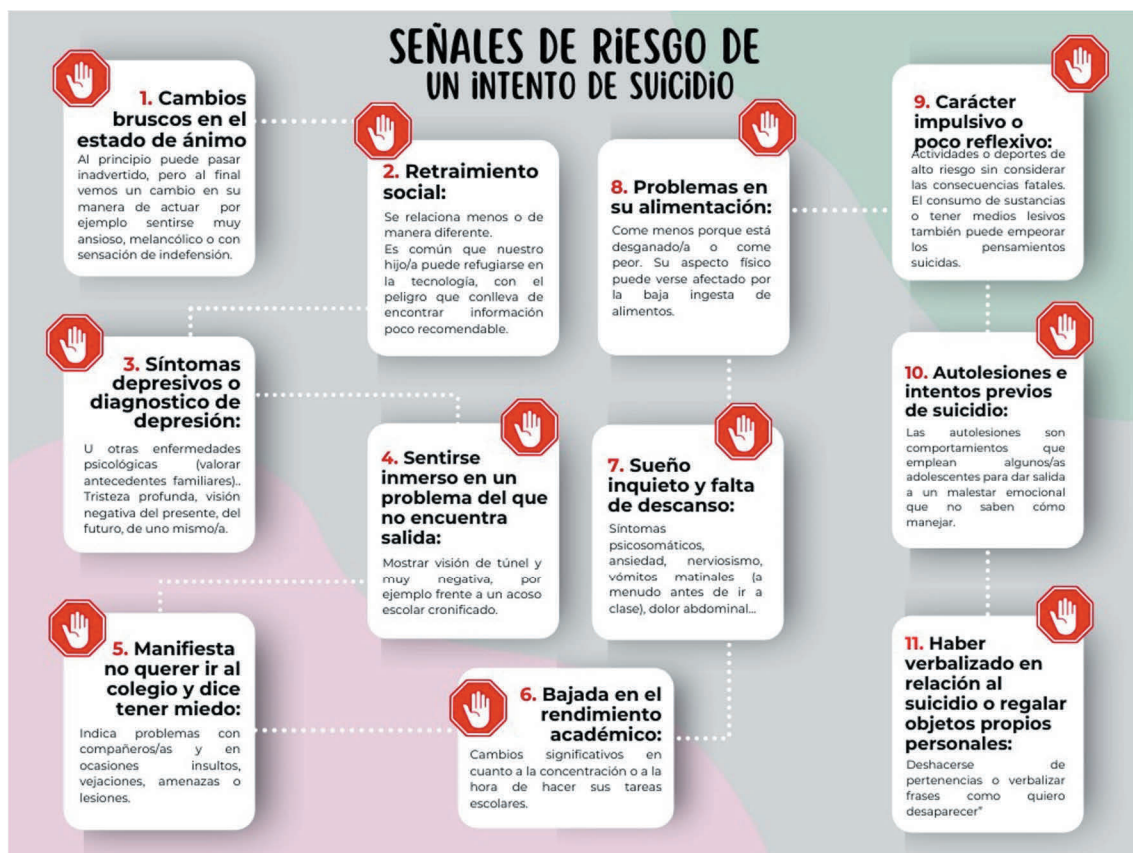 SEÑALES DE RIESGO DE
UN INTENTO DE SUICIDIO
1. Cambios
bruscos en el
estado de ánimo
Al principio puede pasar
inadvertido, pero al final
vemos un cambio en su
manera de actuar por
ejemplo sentirse muy
ansioso, melancólico o con
sensación de indefensión.
2. Retraimiento
social:
Se relaciona menos o de
manera diferente.
Es común que nuestro
hijo/a puede refugiarse en
la tecnología, con el
peligro que conlleva de
encontrar información
poco recomendable.
3. Síntomas
depresivos o
diagnostico de
depresión:
U otras enfermedades
psicológicas (valorar
antecedentes familiares)..
Tristeza profunda, visión
negativa del presente, del
futuro, de uno mismo/a.
4. Sentirse
inmerso en un
problema del que
no encuentra
salida:
Mostrar visión de túnel y
muy negativa, por
ejemplo frente a un acoso
escolar cronificado.
5. Manifiesta
no querer ir al
colegio y dice
tener miedo:
Indica problemas con
compañeros/as y en
ocasiones insultos,
vejaciones, amenazas o
lesiones.
6. Bajada en el
rendimiento
académico:
Cambios significativos en
cuanto a la concentración o a la
hora de hacer sus tareas
escolares.
7. Sueño
inquieto y falta
de descanso:
Síntomas
psicosomáticos,
ansiedad, nerviosismo,
vómitos matinales (a
menudo antes de ir a
clase), dolor abdominal...
8. Problemas en
su alimentación:
Come menos porque está
desganado/a o come
peor. Su aspecto físico
puede verse afectado por
la baja ingesta de
alimentos.
9. Carácter
impulsivo o
poco reflexivo:
Actividades o deportes de
alto riesgo sin considerar
las consecuencias fatales.
El consumo de sustancias
o tener medios lesivos
también puede empeorar
los pensamientos
suicidas.
10. Autolesiones e
intentos previos
de suicidio:
Las autolesiones son
comportamientos que
emplean algunos/as
adolescentes para dar salida
a un malestar emocional
que no saben cómo
manejar.
11. Haber
verbalizado en
relación al
suicidio o regalar
objetos propios
personales:
Deshacerse de
pertenencias o verbalizar
frases como quiero
desaparecer"